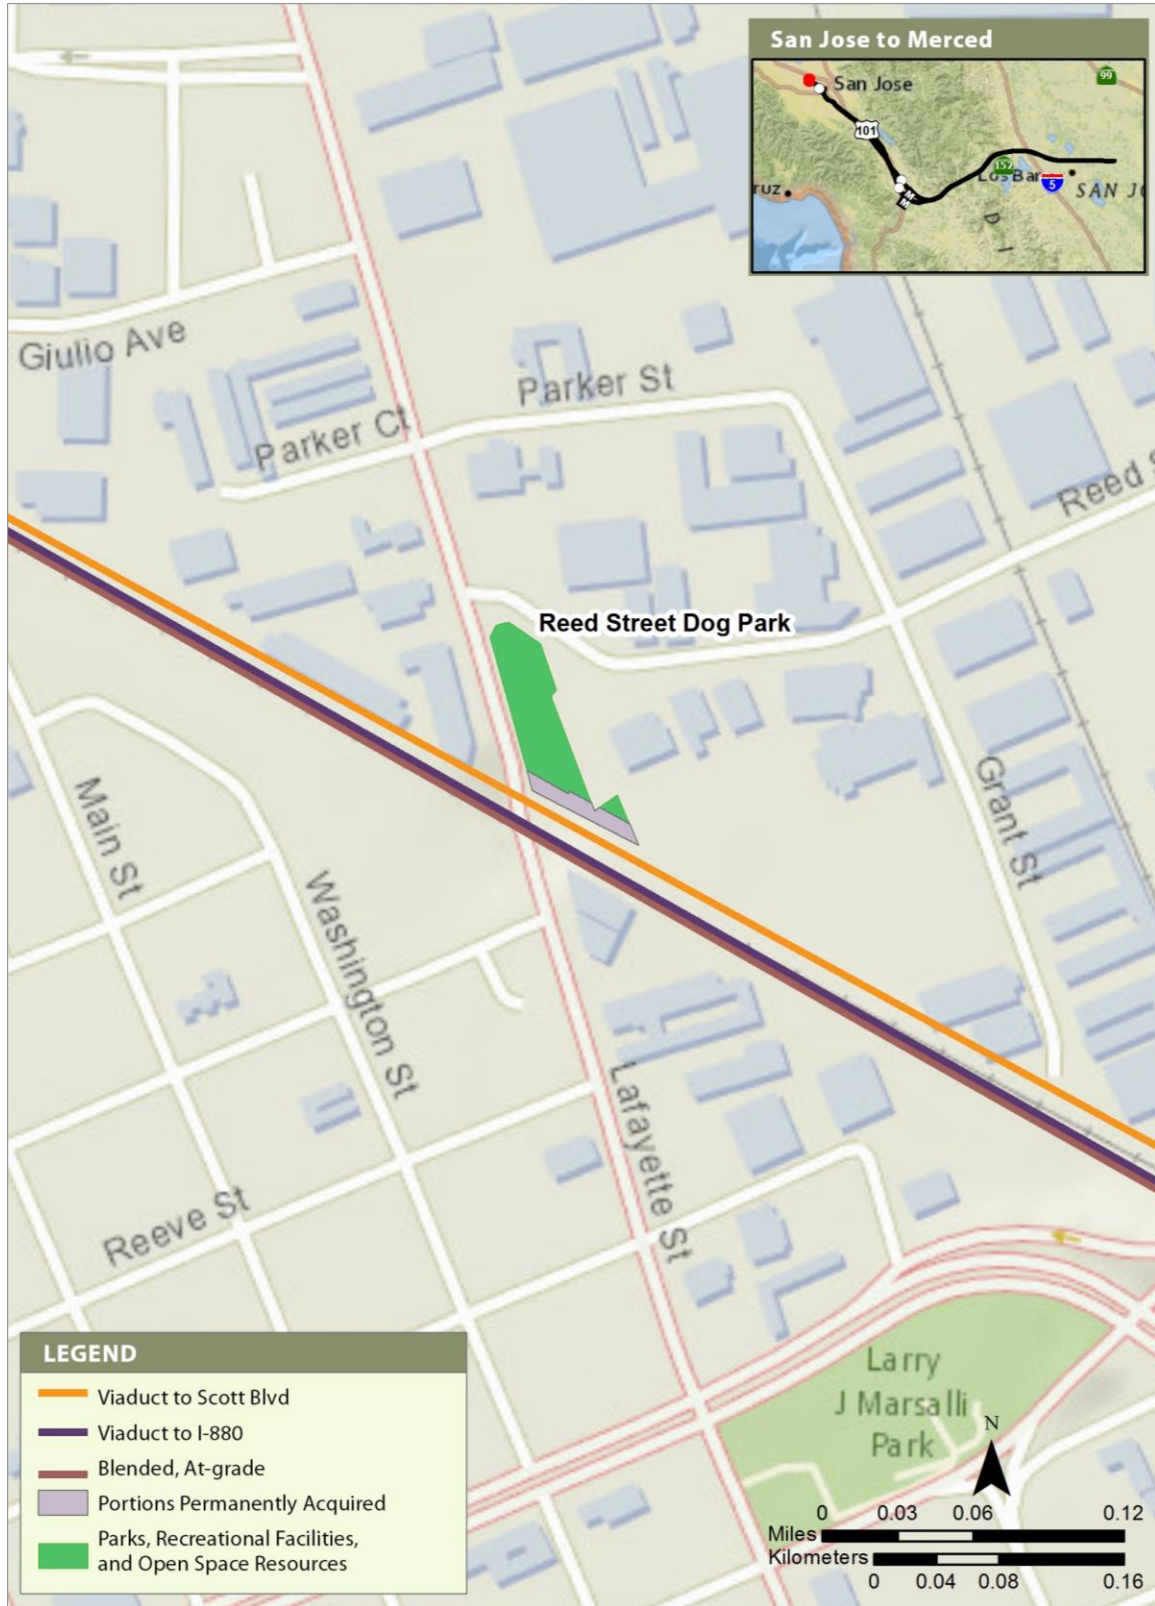 San Jose to Merced
99
San Jose
101
152
Los Ban
5
SAN JO
ruz
D I
Giulio Ave
Parker St
Parker Ct
Reed S
Reed Street Dog Park
Main St
Grant St
Washington St
Lafayette St
Reeve St
LEGEND
Viaduct to Scott Blvd
Viaduct to I-880
Blended, At-grade
Portions Permanently Acquired
Parks, Recreational Facilities,
and Open Space Resources
Larry
J Marsalli
Park
N
0 0.03 0.06 0.12
Miles
Kilometers
0 0.04 0.08 0.16